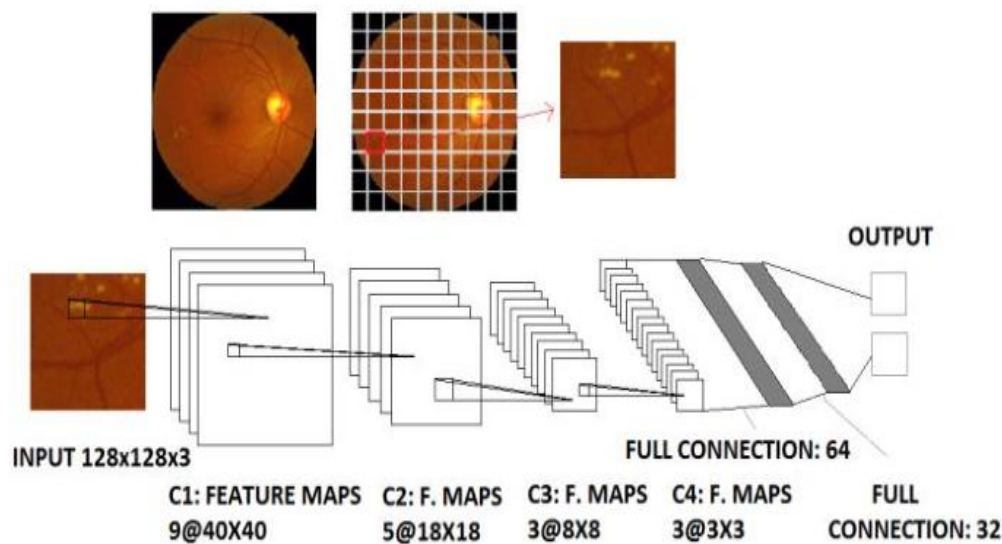 OUTPUT
INPUT 128x128x3
FULL CONNECTION: 64
C1: FEATURE MAPS
9@40X40
C2: F. MAPS
5@18X18
C3: F. MAPS
3@8X8
C4: F. MAPS
3@3X3
FULL
CONNECTION: 32